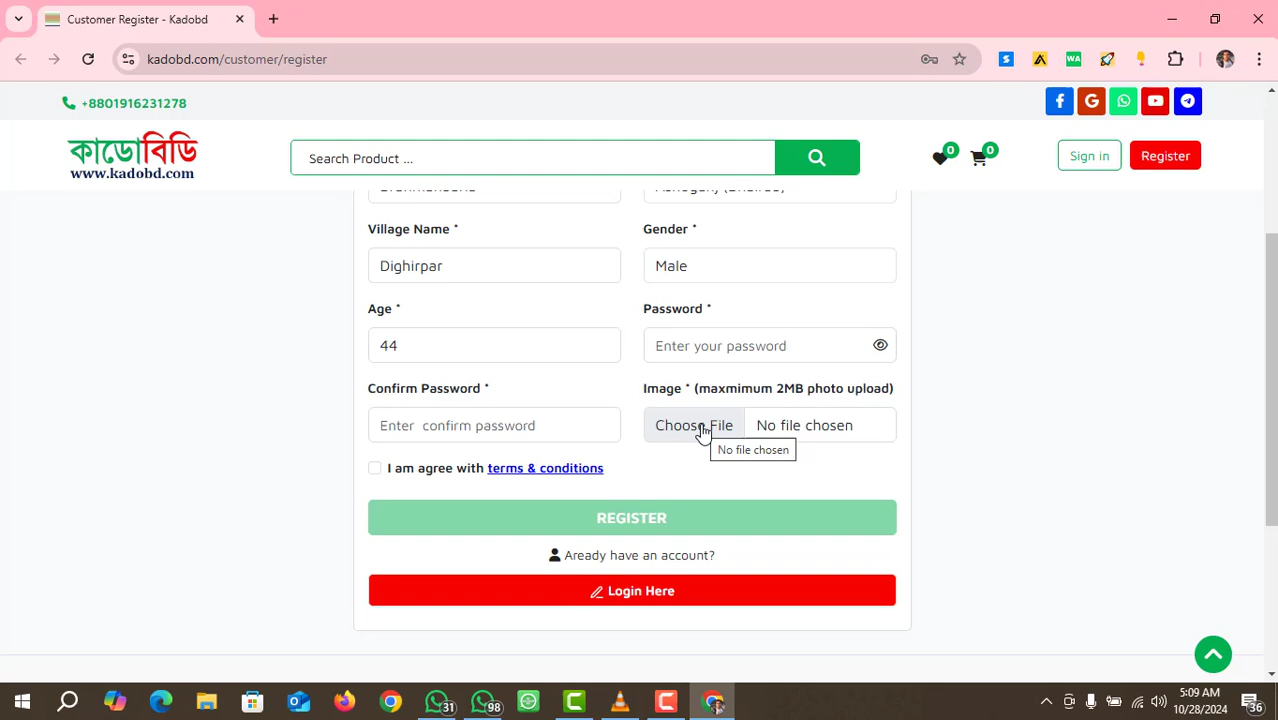 Customer Register - Kadobd
kadobd.com/customer/register
+8801916231278
কাডোবিডি
www.kadobd.com
Search Product ...
0
0
Sign in
Register
Village Name *
Gender *
Dighirpar
Male
Age *
Password *
44
Enter your password
Confirm Password *
Image * (maxmimum 2MB photo upload)
Enter confirm password
Choose File
No file chosen
No file chosen
I am agree with terms & conditions
REGISTER
Aready have an account?
Login Here
31
98
5:09 AM
10/28/2024
36